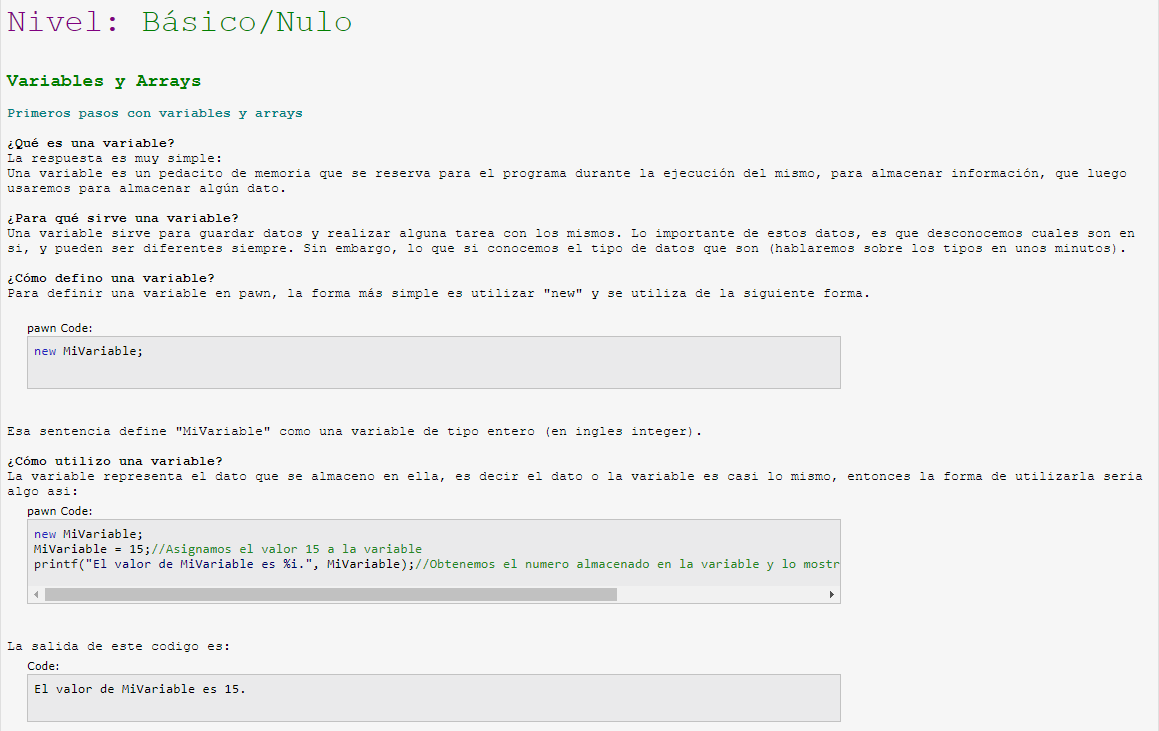 Nivel: Básico/Nulo
Variables y Arrays
Primeros pasos con variables y arrays
¿Qué es una variable?
La respuesta es muy simple:
Una variable es un pedacito de memoria que se reserva para el programa durante la ejecución del mismo, para almacenar información, que luego
usaremos para almacenar algún dato.
¿Para qué sirve una variable?
Una variable sirve para guardar datos y realizar alguna tarea con los mismos. Lo importante de estos datos, es que desconocemos cuales son en
si, y pueden ser diferentes siempre. Sin embargo, lo que si conocemos el tipo de datos que son (hablaremos sobre los tipos en unos minutos).
¿Cómo defino una variable?
Para definir una variable en pawn, la forma más simple es utilizar "new" y se utiliza de la siguiente forma.
pawn Code:
new MiVariable;
Esa sentencia define "MiVariable" como una variable de tipo entero (en ingles integer).
¿Cómo utilizo una variable?
La variable representa el dato que se almaceno en ella, es decir el dato o la variable es casi lo mismo, entonces la forma de utilizarla seria
algo asi:
pawn Code:
new MiVariable;
MiVariable = 15;//Asignamos el valor 15 a la variable
printf("El valor de MiVariable es %i.", MiVariable);//Obtenemos el numero almacenado en la variable y lo mostr
La salida de este codigo es:
Code:
El valor de MiVariable es 15.